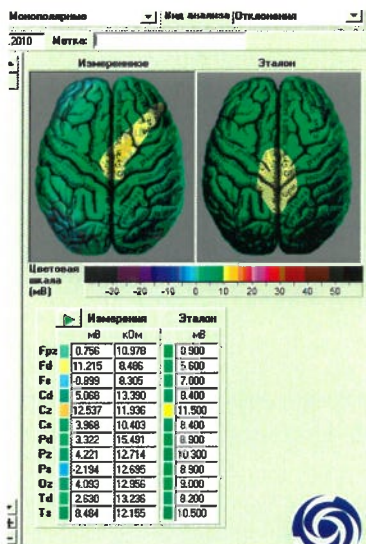 Монополярные Вид анализа: Отклонения
.2010 Метка:
Измеренное Эталон
Цветовая
шкала
(мВ) -30 -20 -10 0 10 20 30 40 50
Измерения Эталон
мВ кОм мВ
Fpz 0.756 10.978 0.900
Fd 11.215 8.486 5.600
Fs -0.899 8.305 7.000
Cd 5.068 13.390 8.400
Cz 12.537 11.936 11.500
Cs 3.968 10.403 8.400
Pd 3.322 15.491 8.900
Pz 4.221 12.714 10.300
Ps -2.194 12.695 8.900
Oz 4.093 12.956 9.000
Td 2.630 13.236 8.200
Ts 8.484 12.155 10.500